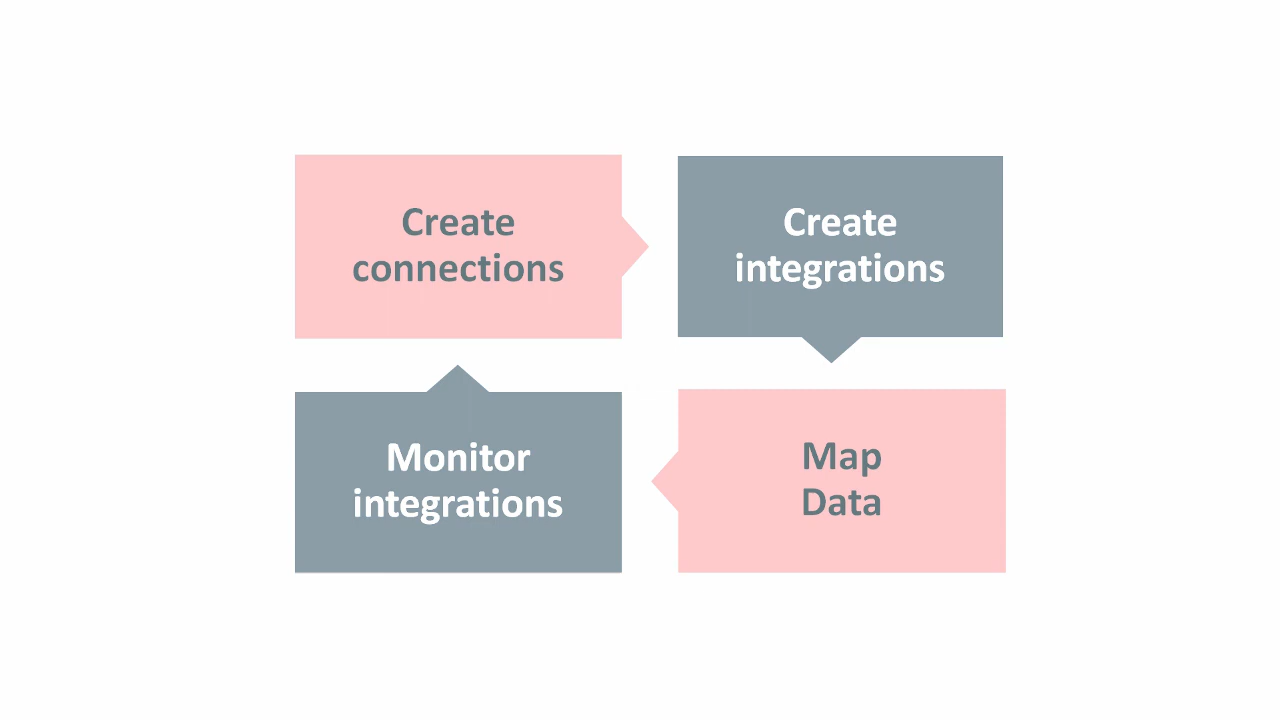 Create
connections
Create
integrations
Monitor
integrations
Map
Data